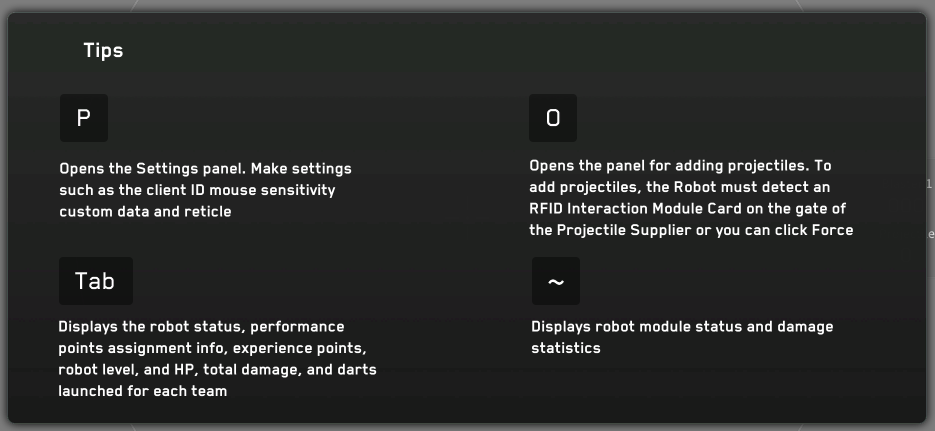 Tips
P
Opens the Settings panel. Make settings
such as the client ID mouse sensitivity
custom data and reticle
O
Opens the panel for adding projectiles. To
add projectiles, the Robot must detect an
RFID Interaction Module Card on the gate of
the Projectile Supplier or you can click Force
Tab
Displays the robot status, performance
points assignment info, experience points,
robot level, and HP, total damage, and darts
launched for each team
~
Displays robot module status and damage
statistics